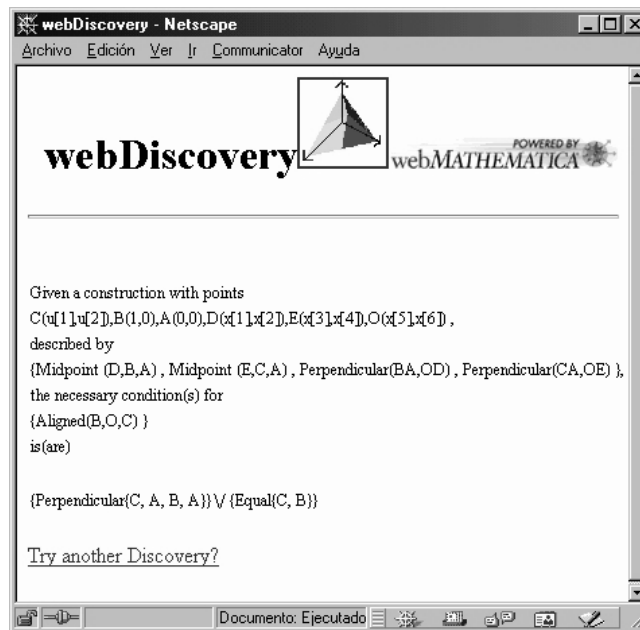 webDiscovery - Netscape
Archivo Edición Ver Ir Communicator Ayuda
webDiscovery
POWERED BY
webMATHEMATICA
Given a construction with points
C(u[1],u[2]),B(1,0),A(0,0),D(x[1],x[2]),E(x[3],x[4]),O(x[5],x[6]) ,
described by
{Midpoint (D,B,A) , Midpoint (E,C,A) , Perpendicular(BA,OD) , Perpendicular(CA,OE) },
the necessary condition(s) for
{Aligned(B,O,C) }
is(are)
{Perpendicular{C, A, B, A}} \/ {Equal{C, B}}
Try another Discovery?
Documento: Ejecutado